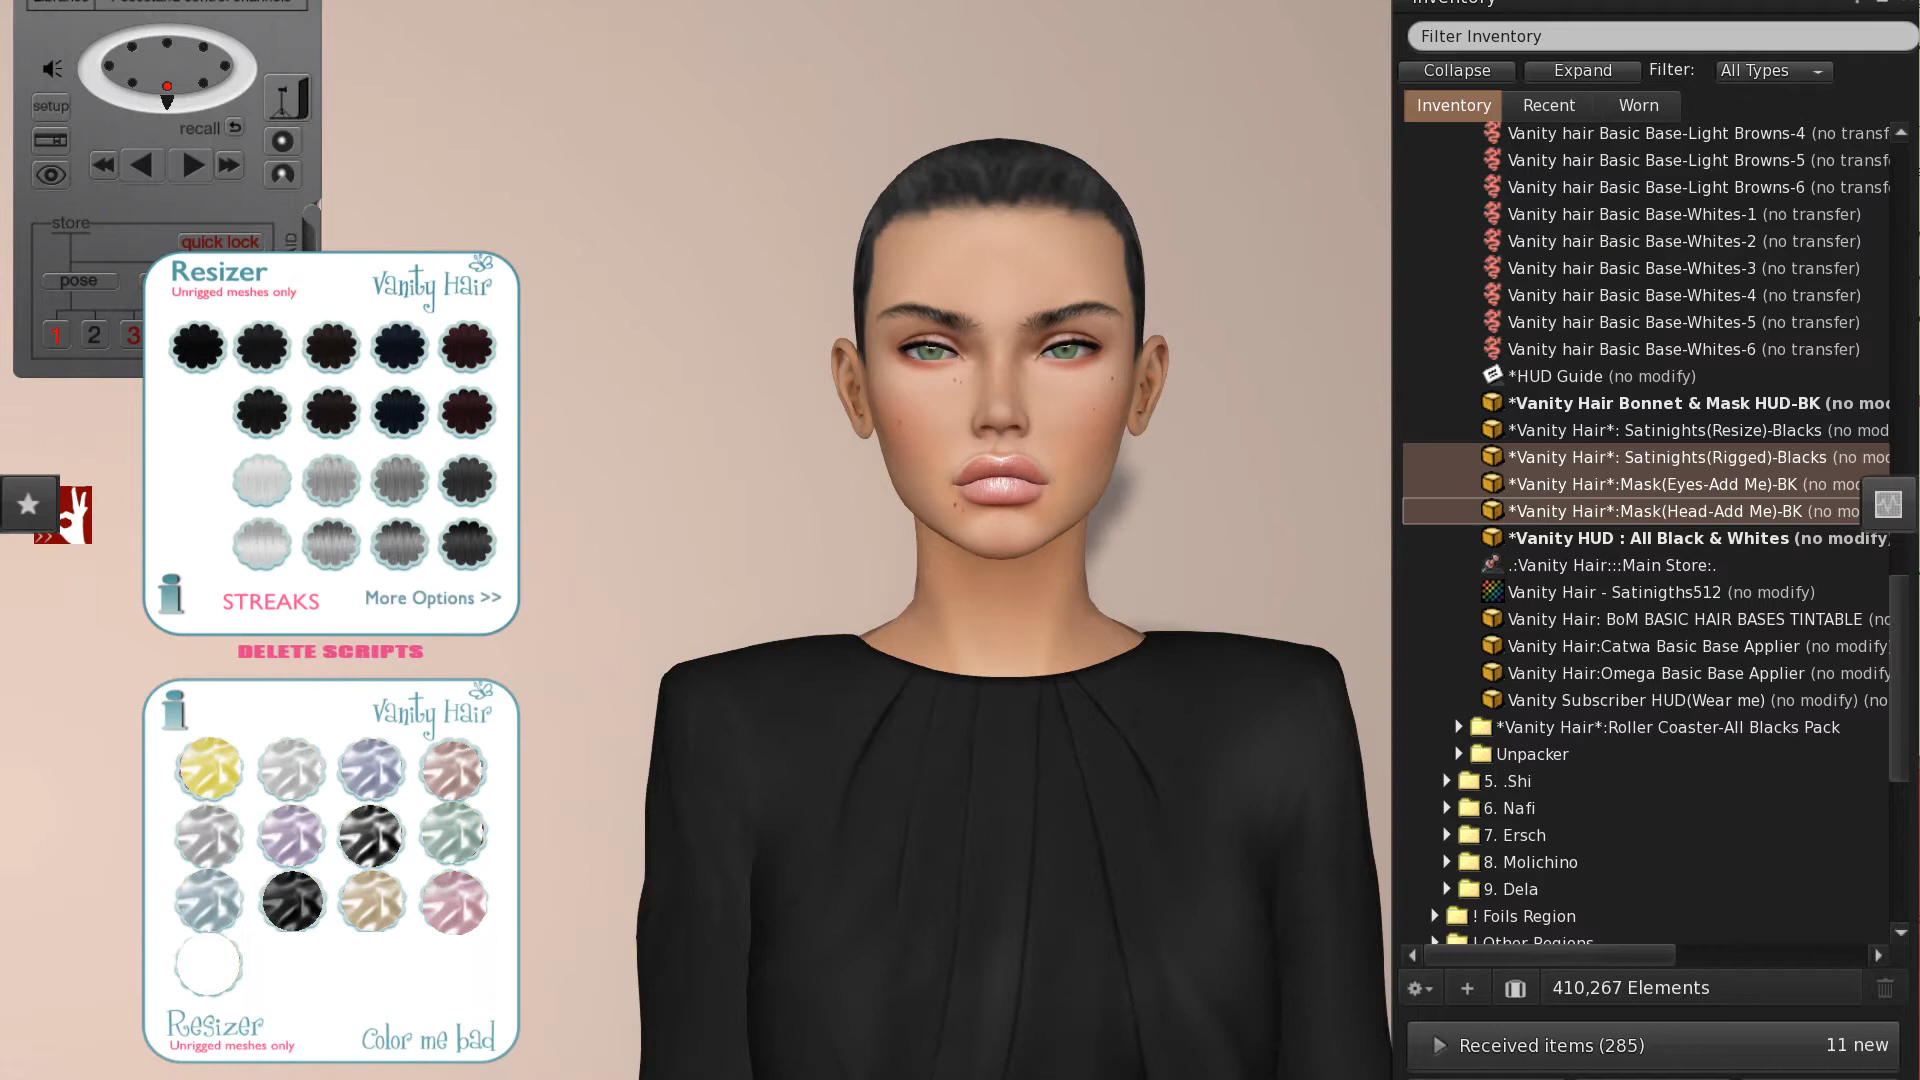 setup
recall
store
quick lock
pose
1 2 3
Resizer
Unrigged meshes only
Vanity Hair
STREAKS
More Options >>
DELETE SCRIPTS
Vanity Hair
Resizer
Unrigged meshes only
Color me bad
Inventory
Filter Inventory
Collapse Expand Filter: All Types
Inventory Recent Worn
Vanity hair Basic Base-Light Browns-4 (no transf
Vanity hair Basic Base-Light Browns-5 (no transf
Vanity hair Basic Base-Light Browns-6 (no transf
Vanity hair Basic Base-Whites-1 (no transfer)
Vanity hair Basic Base-Whites-2 (no transfer)
Vanity hair Basic Base-Whites-3 (no transfer)
Vanity hair Basic Base-Whites-4 (no transfer)
Vanity hair Basic Base-Whites-5 (no transfer)
Vanity hair Basic Base-Whites-6 (no transfer)
*HUD Guide (no modify)
*Vanity Hair Bonnet & Mask HUD-BK (no mo
*Vanity Hair*: Satinights(Resize)-Blacks (no mod
*Vanity Hair*: Satinights(Rigged)-Blacks (no mo
*Vanity Hair*:Mask(Eyes-Add Me)-BK (no mo
*Vanity Hair*:Mask(Head-Add Me)-BK (no mo
*Vanity HUD : All Black & Whites (no modify
.:Vanity Hair:::Main Store:.
Vanity Hair - Satinigths512 (no modify)
Vanity Hair: BoM BASIC HAIR BASES TINTABLE (no
Vanity Hair:Catwa Basic Base Applier (no modify
Vanity Hair:Omega Basic Base Applier (no modify
Vanity Subscriber HUD(Wear me) (no modify) (no
*Vanity Hair*:Roller Coaster-All Blacks Pack
Unpacker
5. .Shi
6. Nafi
7. Ersch
8. Molichino
9. Dela
! Foils Region
! Other Regions
410,267 Elements
Received items (285) 11 new